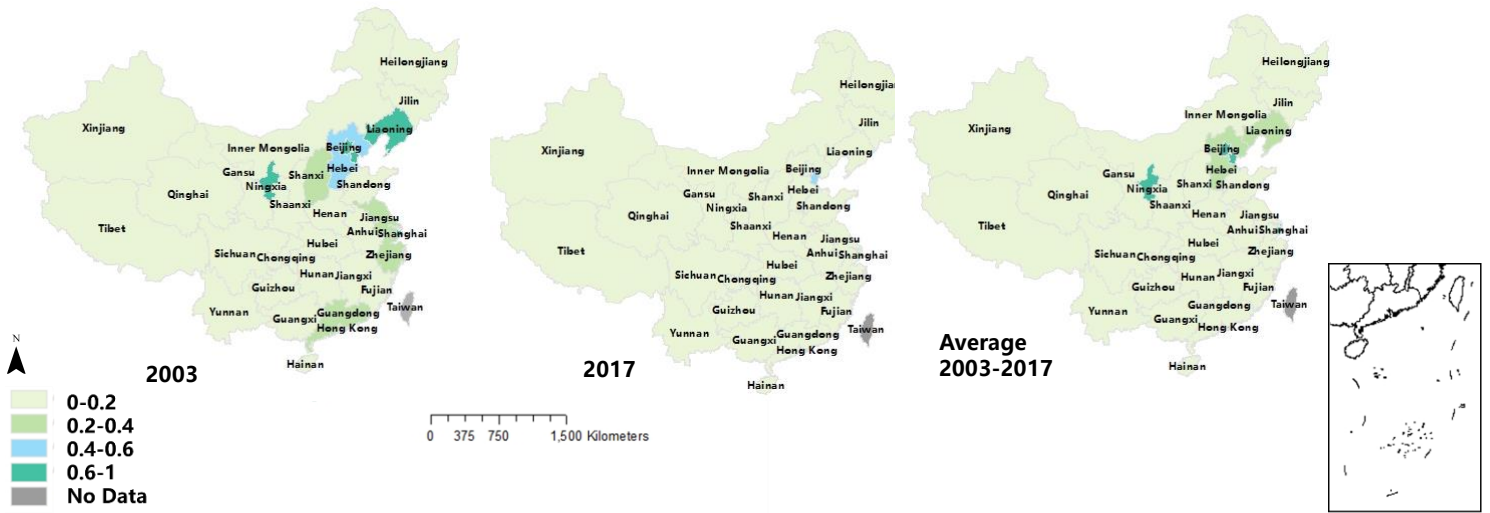 Heilongjiang
Jilin
Liaoning
Xinjiang
Inner Mongolia
Beijing
Hebei
Gansu
Ningxia
Shanxi
Shandong
Qinghai
Shaanxi
Henan
Jiangsu
Tibet
Anhui Shanghai
Hubei
Zhejiang
Sichuan Chongqing
Hunan Jiangxi
Guizhou
Fujian
Yunnan
Guangxi
Guangdong
Hong Kong
Taiwan
Hainan
2003
Heilongjia
Jilin
Liaoning
Xinjiang
Inner Mongolia
Beijing
Hebei
Gansu
Ningxia
Shanxi
Shandong
Qinghai
Shaanxi
Henan
Jiangsu
Tibet
Anhui Shanghai
Hubei
Zhejiang
Sichuan Chongqing
Hunan Jiangxi
Guizhou
Fujian
Yunnan
Guangxi
Guangdong
Hong Kong
Taiwan
Hainan
2017
Heilongjiang
Jilin
Inner Mongolia
Liaoning
Xinjiang
Beijing
Hebei
Gansu
Ningxia
Shanxi Shandong
Qinghai
Shaanxi
Henan
Jiangsu
Tibet
Anhui Shanghai
Hubei
Zhejiang
Sichuan Chongqing
Hunan Jiangxi
Guizhou
Fujian
Yunnan
Guangxi
Guangdong
Hong Kong
Taiwan
Hainan
Average
2003-2017
N
0-0.2
0.2-0.4
0.4-0.6
0.6-1
No Data
0 375 750 1,500 Kilometers